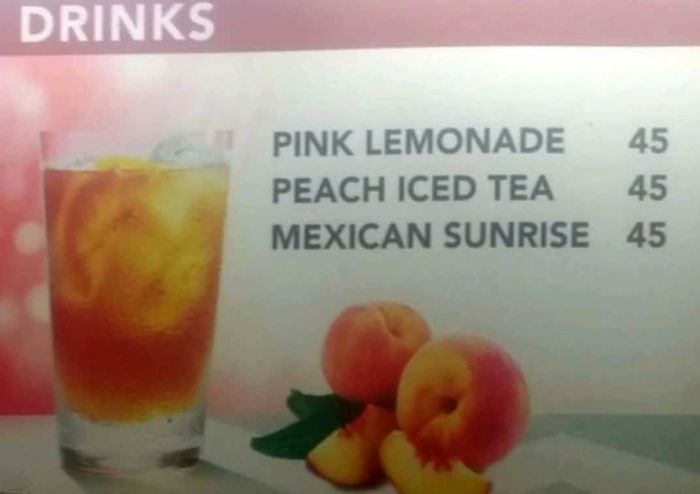 DRINKS
PINK LEMONADE 45
PEACH ICED TEA 45
MEXICAN SUNRISE 45